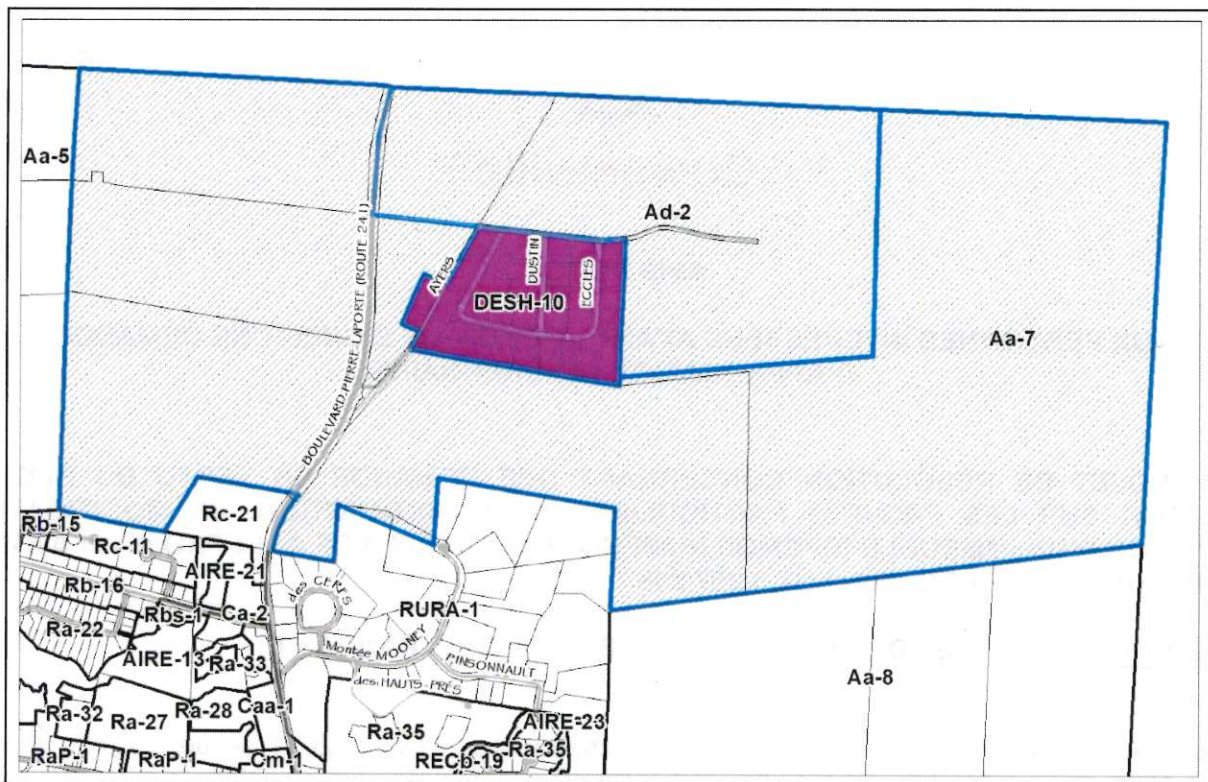 Aa-5
BOULEVARD PIERRE LAPORTE (ROUTE 241)
Ad-2
AYERS
DUSTIN
ECCLES
DESH-10
Aa-7
Rb-15
Rc-21
Rc-11
AIRE-21
Rb-16
Rbs-1
Ca-2
des CERFS
RURA-1
Ra-22
AIRE-13
Ra-33
Montée MOONEY
PINSONNAULT
des HAUTS-PRÉS
Aa-8
Ra-32
Ra-27
Ra-28
Caa-1
Ra-35
AIRE-23
RaP-1
RaP-1
Cm-1
RECb-19
Ra-35